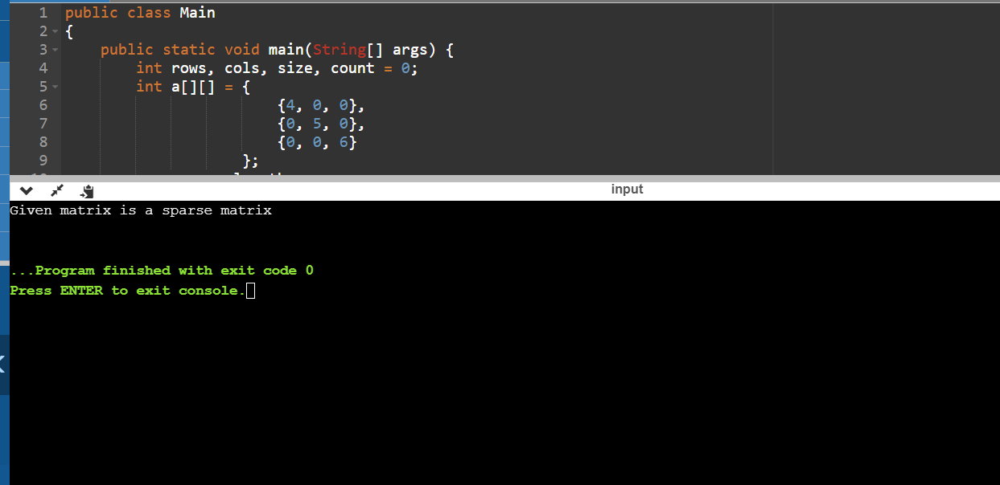 1 public class Main
2 {
3 public static void main(String[] args) {
4 int rows, cols, size, count = 0;
5 int a[][] = {
6 {4, 0, 0},
7 {0, 5, 0},
8 {0, 0, 6}
9 };
input
Given matrix is a sparse matrix
...Program finished with exit code 0
Press ENTER to exit console.